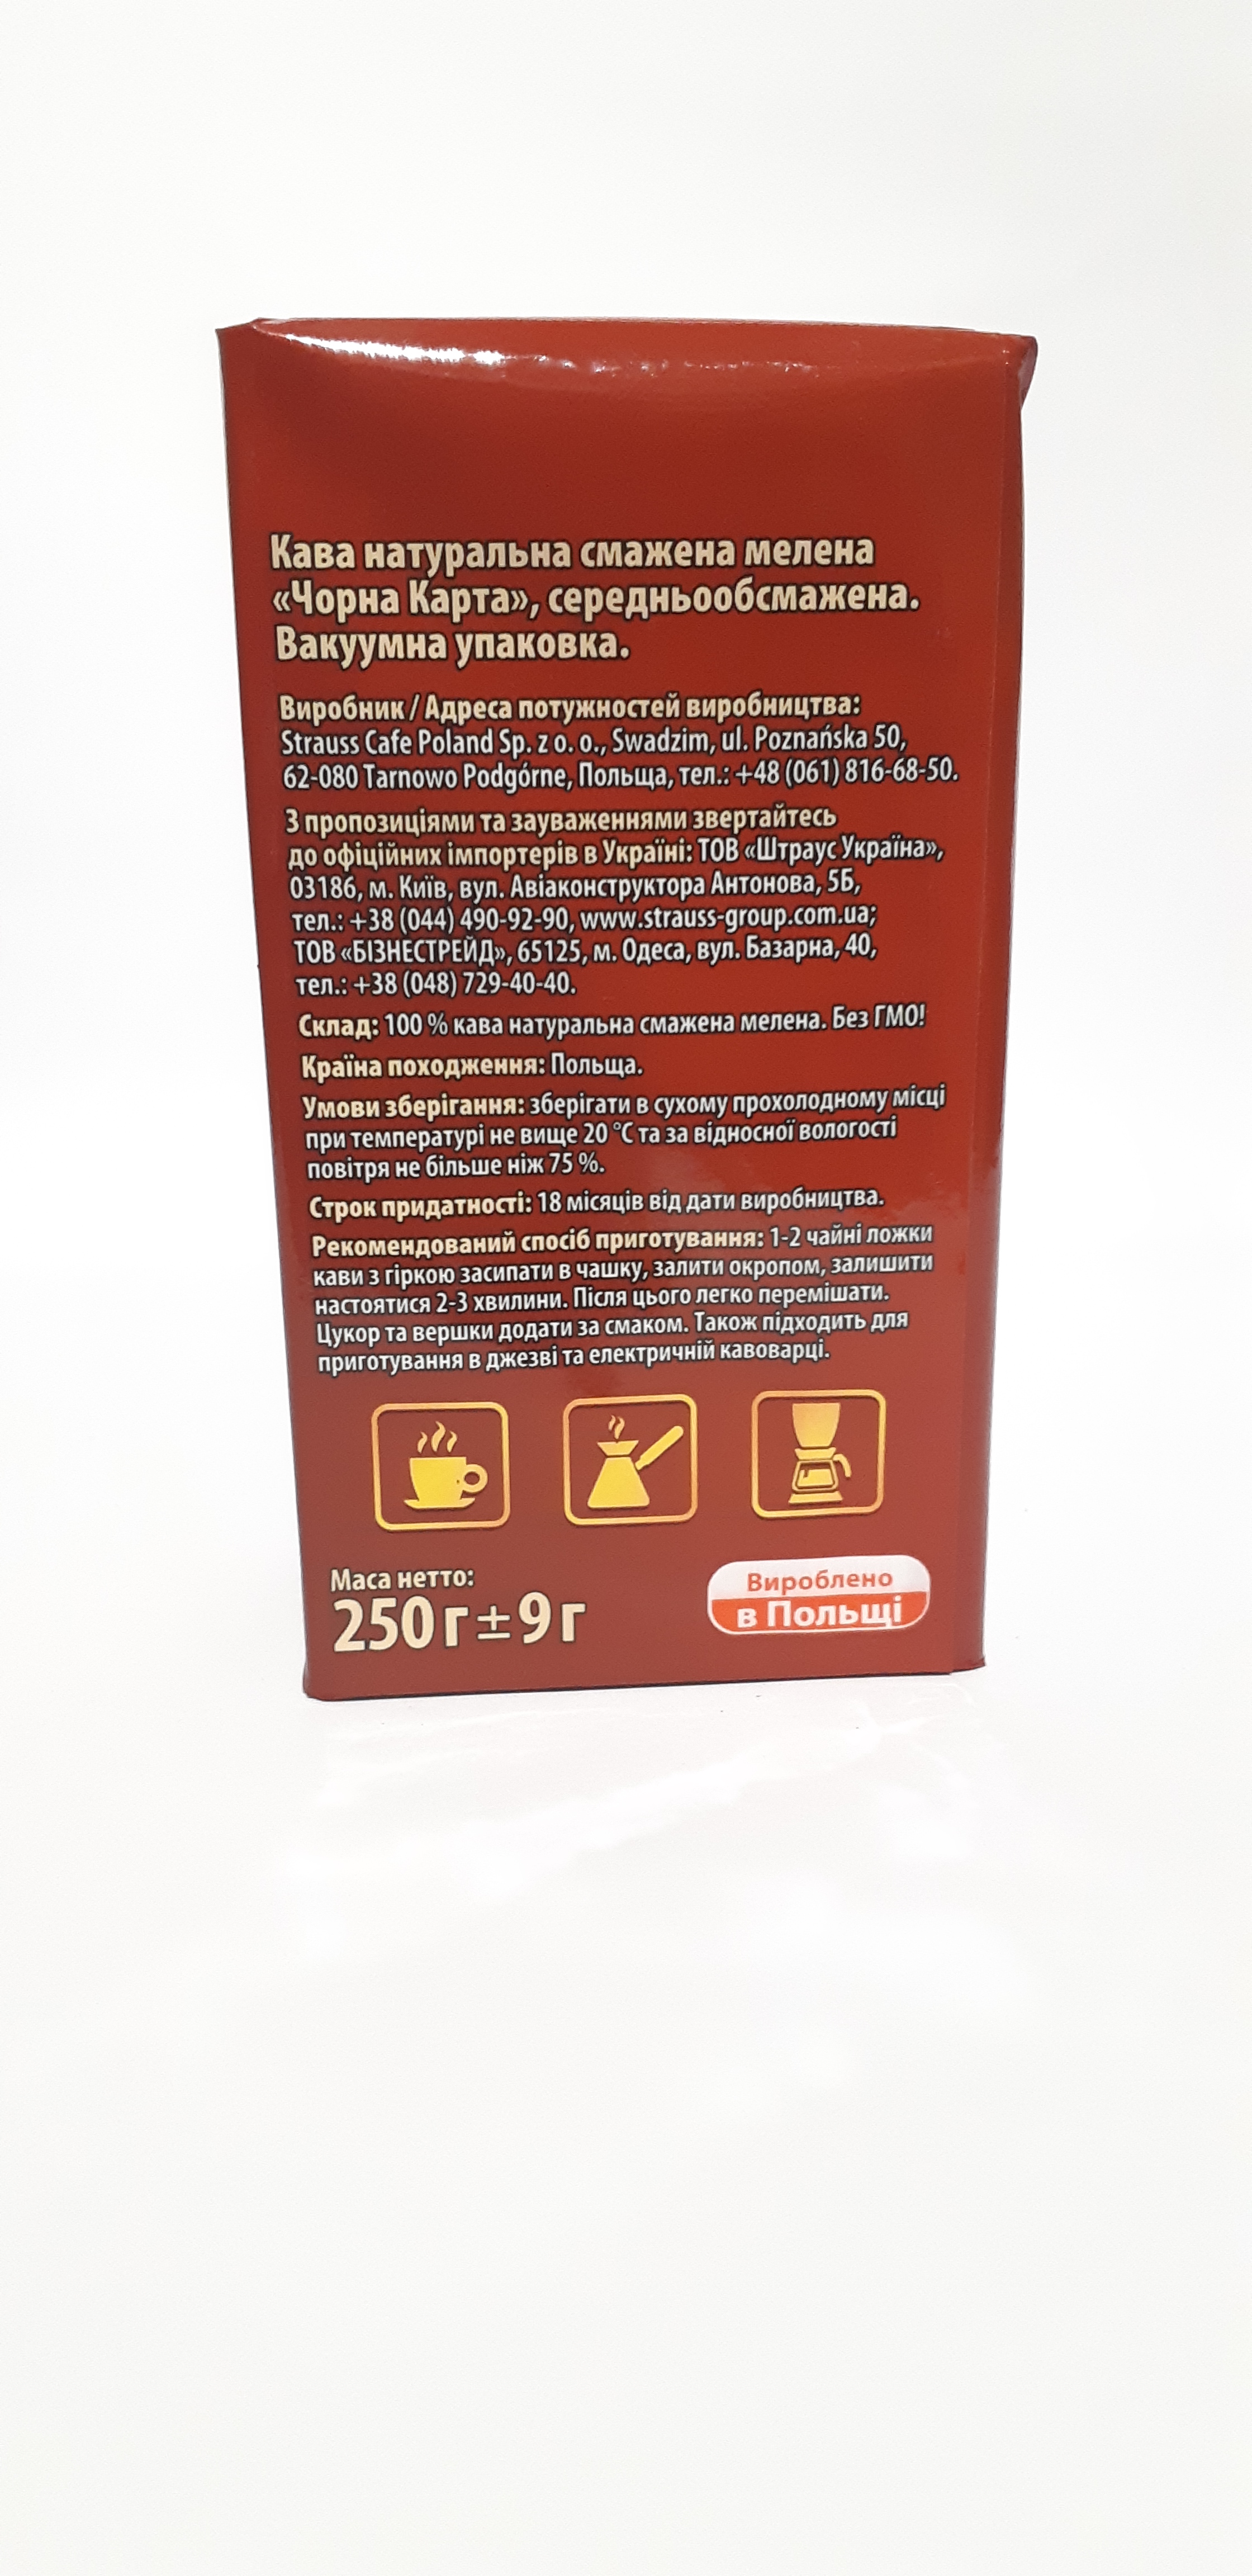 Кава натуральна смажена мелена
«Чорна Карта», середньообсмажена.
Вакуумна упаковка.
Виробник / Адреса потужностей виробництва:
Strauss Cafe Poland Sp. z o. o., Swadzim, ul. Poznańska 50,
62-080 Tarnowo Podgórne, Польща, тел.: +48 (061) 816-68-50.
З пропозиціями та зауваженнями звертайтесь
до офіційних імпортерів в Україні: ТОВ «Штраус Україна»,
03186, м. Київ, вул. Авіаконструктора Антонова, 5Б,
тел.: +38 (044) 490-92-90, www.strauss-group.com.ua;
ТОВ «БІЗНЕСТРЕЙД», 65125, м. Одеса, вул. Базарна, 40,
тел.: +38 (048) 729-40-40.
Склад: 100 % кава натуральна смажена мелена. Без ГМО!
Країна походження: Польща.
Умови зберігання: зберігати в сухому прохолодному місці
при температурі не вище 20 °С та за відносної вологості
повітря не більше ніж 75 %.
Строк придатності: 18 місяців від дати виробництва.
Рекомендований спосіб приготування: 1-2 чайні ложки
кави з гіркою засипати в чашку, залити окропом, залишити
настоятися 2-3 хвилини. Після цього легко перемішати.
Цукор та вершки додати за смаком. Також підходить для
приготування в джезві та електричній кавоварці.
Маса нетто:
250 г ± 9 г
Вироблено
в Польщі